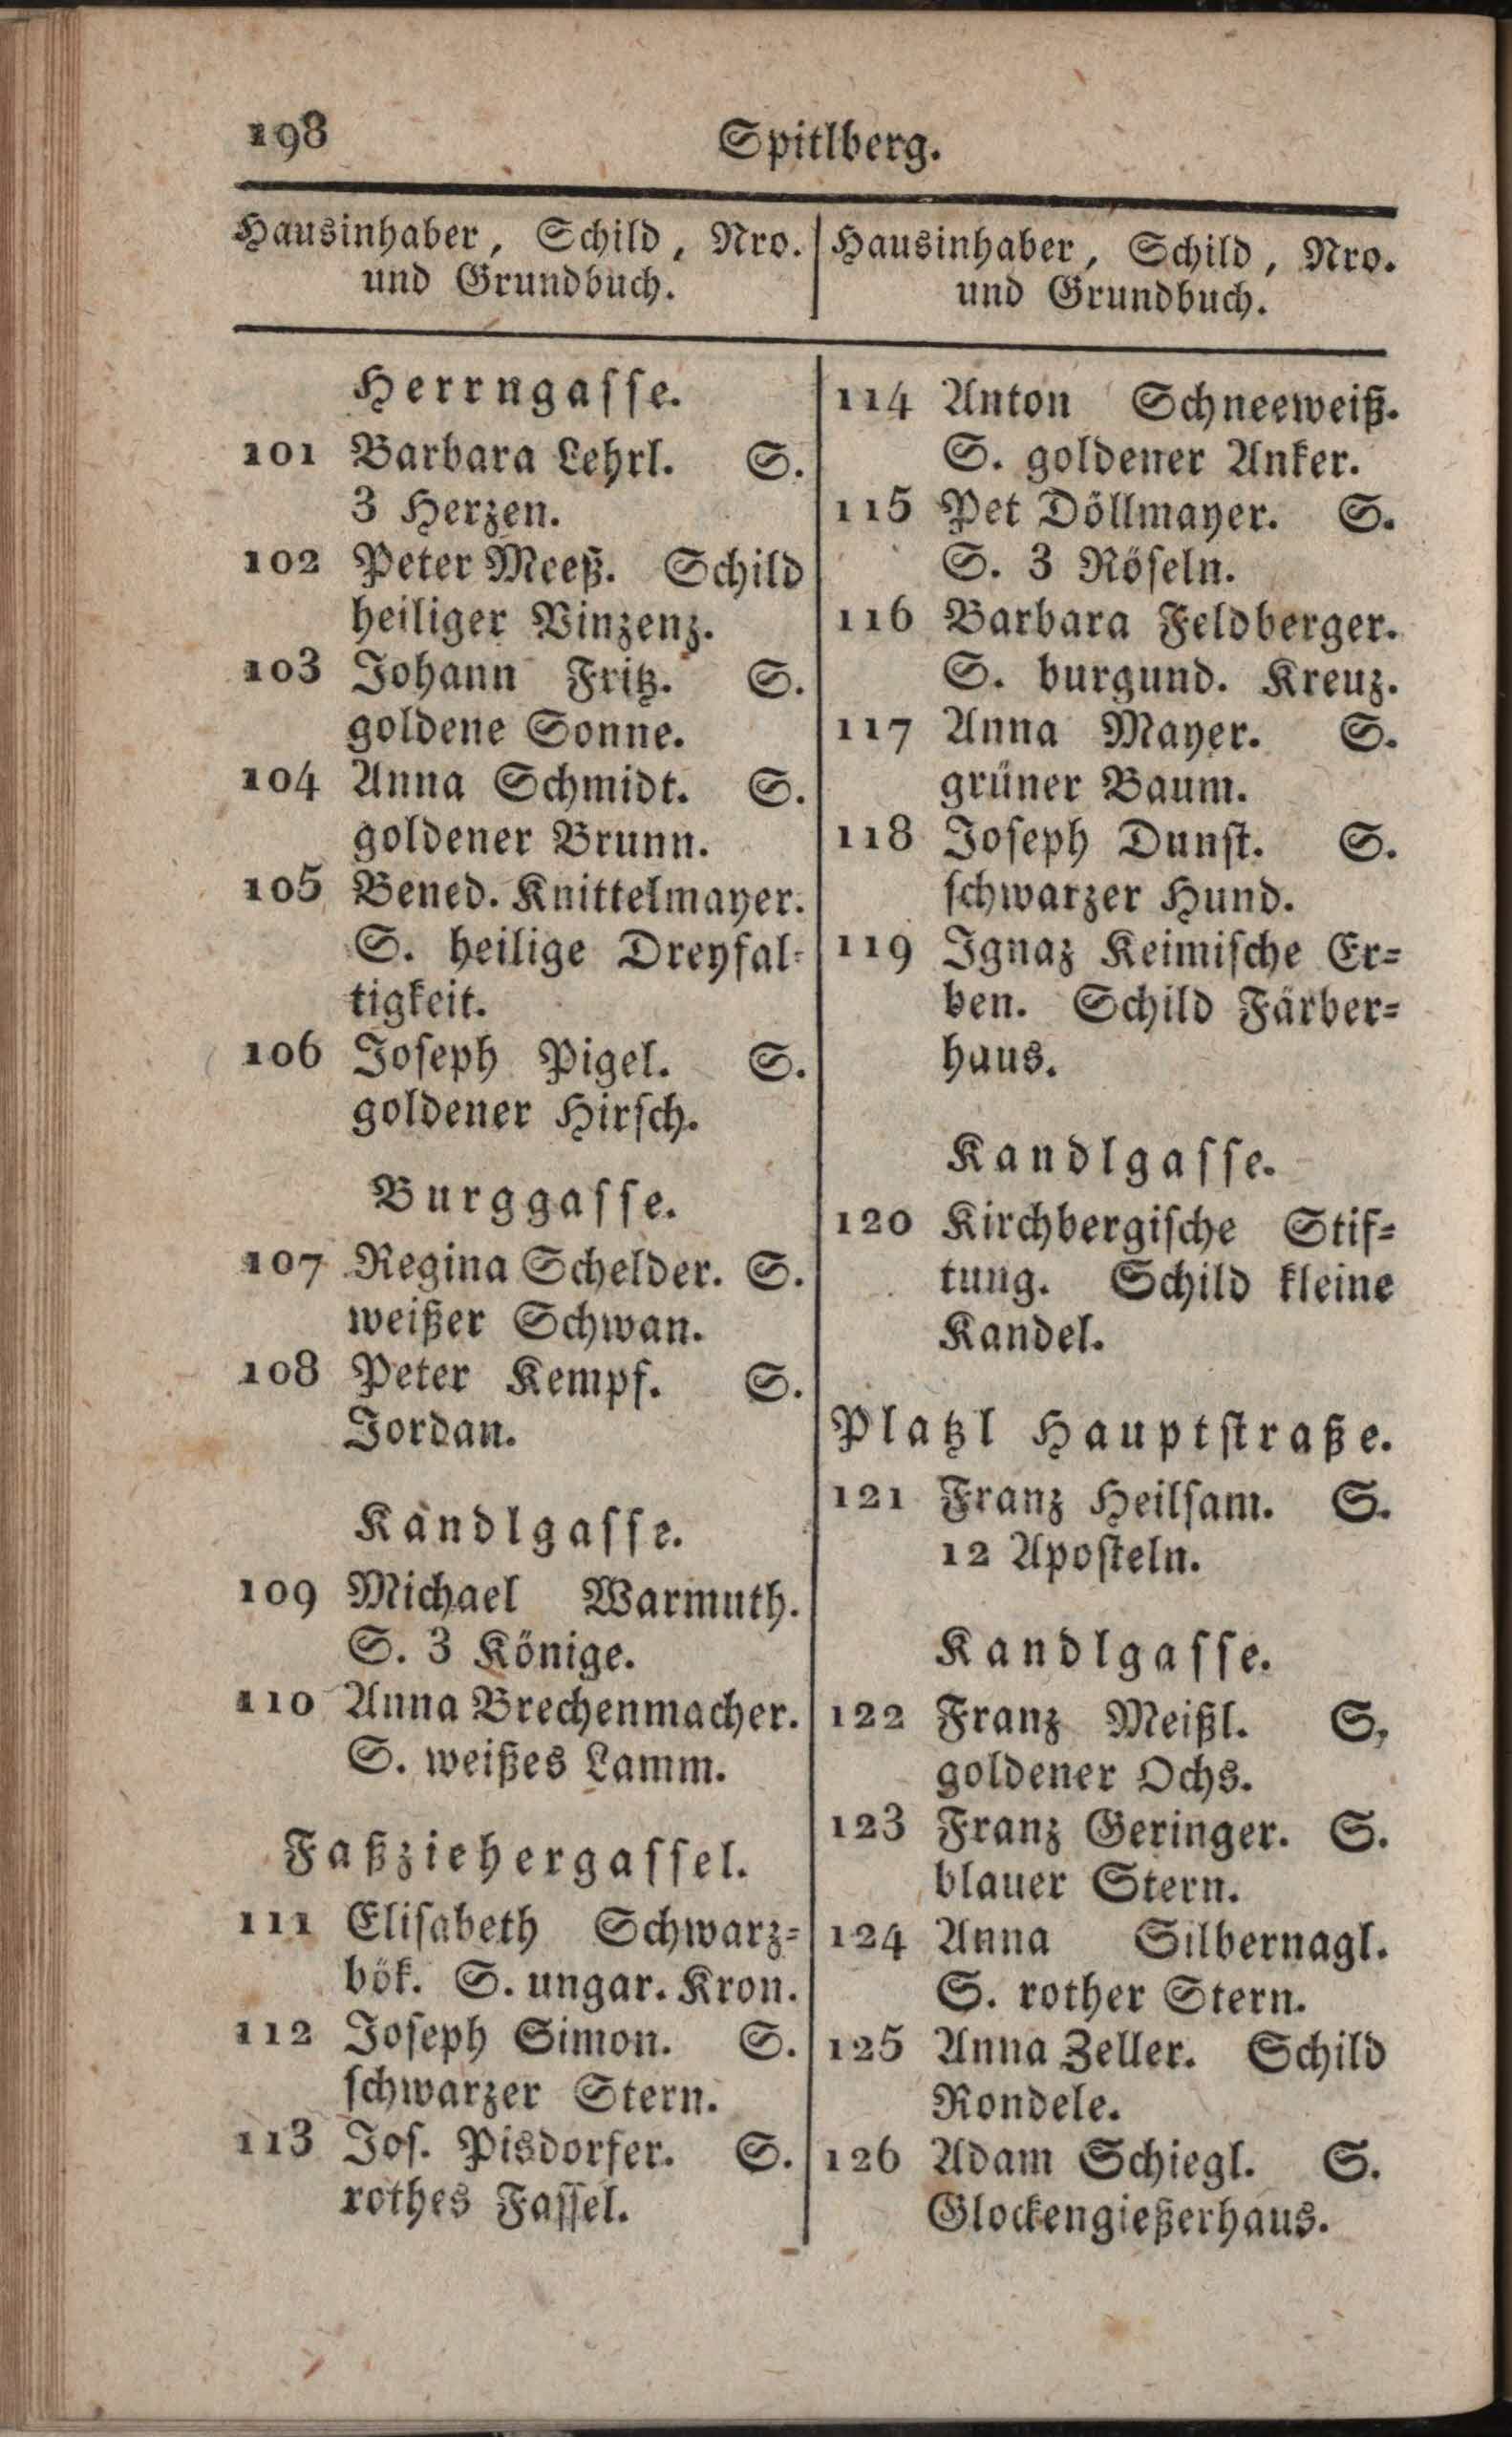 198
Spitlberg.
Hausinhaber, Schild, Nro.
und Grundbuch.
Herrngasse.
101 Barbara Lehrl. S.
3 Herzen.
102 Peter Meeß. Schild
heiliger Vinzenz.
103 Johann Fritz. S.
goldene Sonne.
104 Anna Schmidt. S.
goldener Brunn.
105 Bened. Knittelmayer.
S. heilige Dreyfal-
tigkeit.
106 Joseph Pigel. S.
goldener Hirsch.
Burggasse.
107 Regina Schelder. S.
weißer Schwan.
108 Peter Kempf. S.
Jordan.
Kandlgasse.
109 Michael Warmuth.
S. 3 Könige.
110 Anna Brechenmacher.
S. weißes Lamm.
Faßziehergassel.
111 Elisabeth Schwarz-
bök. S. ungar. Kron.
112 Joseph Simon. S.
schwarzer Stern.
113 Jos. Pisdorfer. S.
rothes Fassel.
Hausinhaber, Schild, Nro.
und Grundbuch.
114 Anton Schneeweiß.
S. goldener Anker.
115 Pet Döllmayer. S.
S. 3 Röseln.
116 Barbara Feldberger.
S. burgund. Kreuz.
117 Anna Mayer. S.
grüner Baum.
118 Joseph Dunst. S.
schwarzer Hund.
119 Ignaz Keimische Er-
ben. Schild Färber-
haus.
Kandlgasse.
120 Kirchbergische Stif-
tung. Schild kleine
Kandel.
Platzl Hauptstraße.
121 Franz Heilsam. S.
12 Aposteln.
Kandlgasse.
122 Franz Meißl. S.
goldener Ochs.
123 Franz Geringer. S.
blauer Stern.
124 Anna Silbernagl.
S. rother Stern.
125 Anna Zeller. Schild
Rondele.
126 Adam Schiegl. S.
Glockengießerhaus.